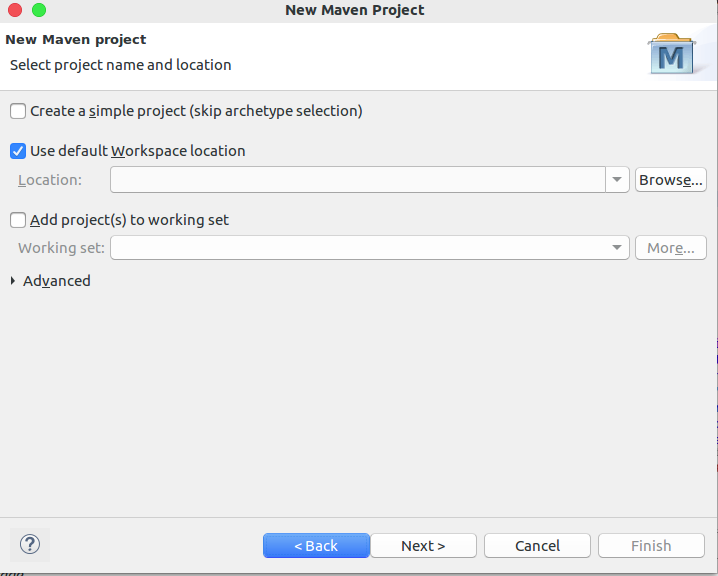 New Maven Project
New Maven project
Select project name and location
M
Create a simple project (skip archetype selection)
Use default Workspace location
Location:
Browse...
Add project(s) to working set
Working set:
More...
Advanced
?
< Back
Next >
Cancel
Finish